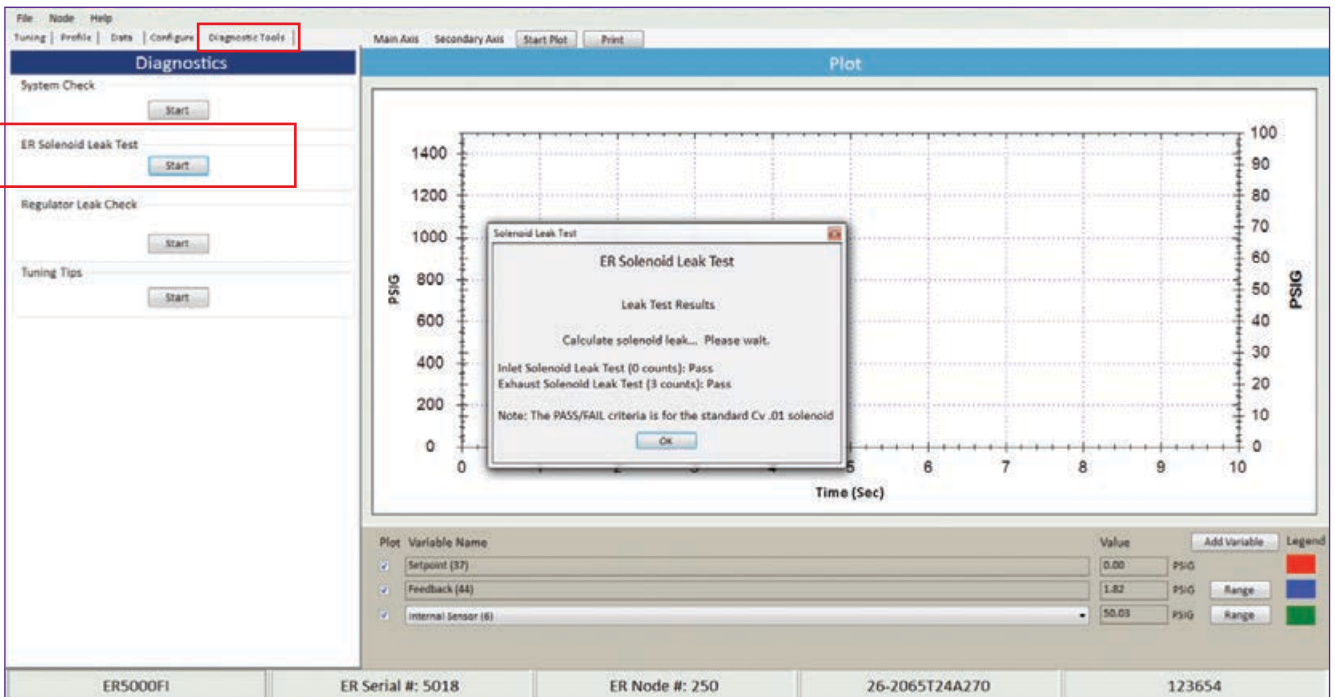 File Node Help
Tuning Profile Data Configure Diagnostic Tools
Main Axis Secondary Axis Start Plot Print
Diagnostics
System Check
Start
ER Solenoid Leak Test
Start
Regulator Leak Check
Start
Tuning Tips
Start
Plot
1400
1200
1000
800
600
400
200
0
PSIG
100
90
80
70
60
50
40
30
20
10
0
PSIG
Solenoid Leak Test
ER Solenoid Leak Test
Leak Test Results
Calculate solenoid leak... Please wait.
Inlet Solenoid Leak Test (0 counts): Pass
Exhaust Solenoid Leak Test (3 counts): Pass
Note: The PASS/FAIL criteria is for the standard Cv .01 solenoid
OK
0 5 6 7 8 9 10
Time (Sec)
Plot Variable Name Value Add Variable Legend
Setpoint (37) 0.00 PSIG
Feedback (44) 1.82 PSIG Range
Internal Sensor (6) 50.03 PSIG Range
ER5000FI ER Serial #: 5018 ER Node #: 250 26-2065T24A270 123654